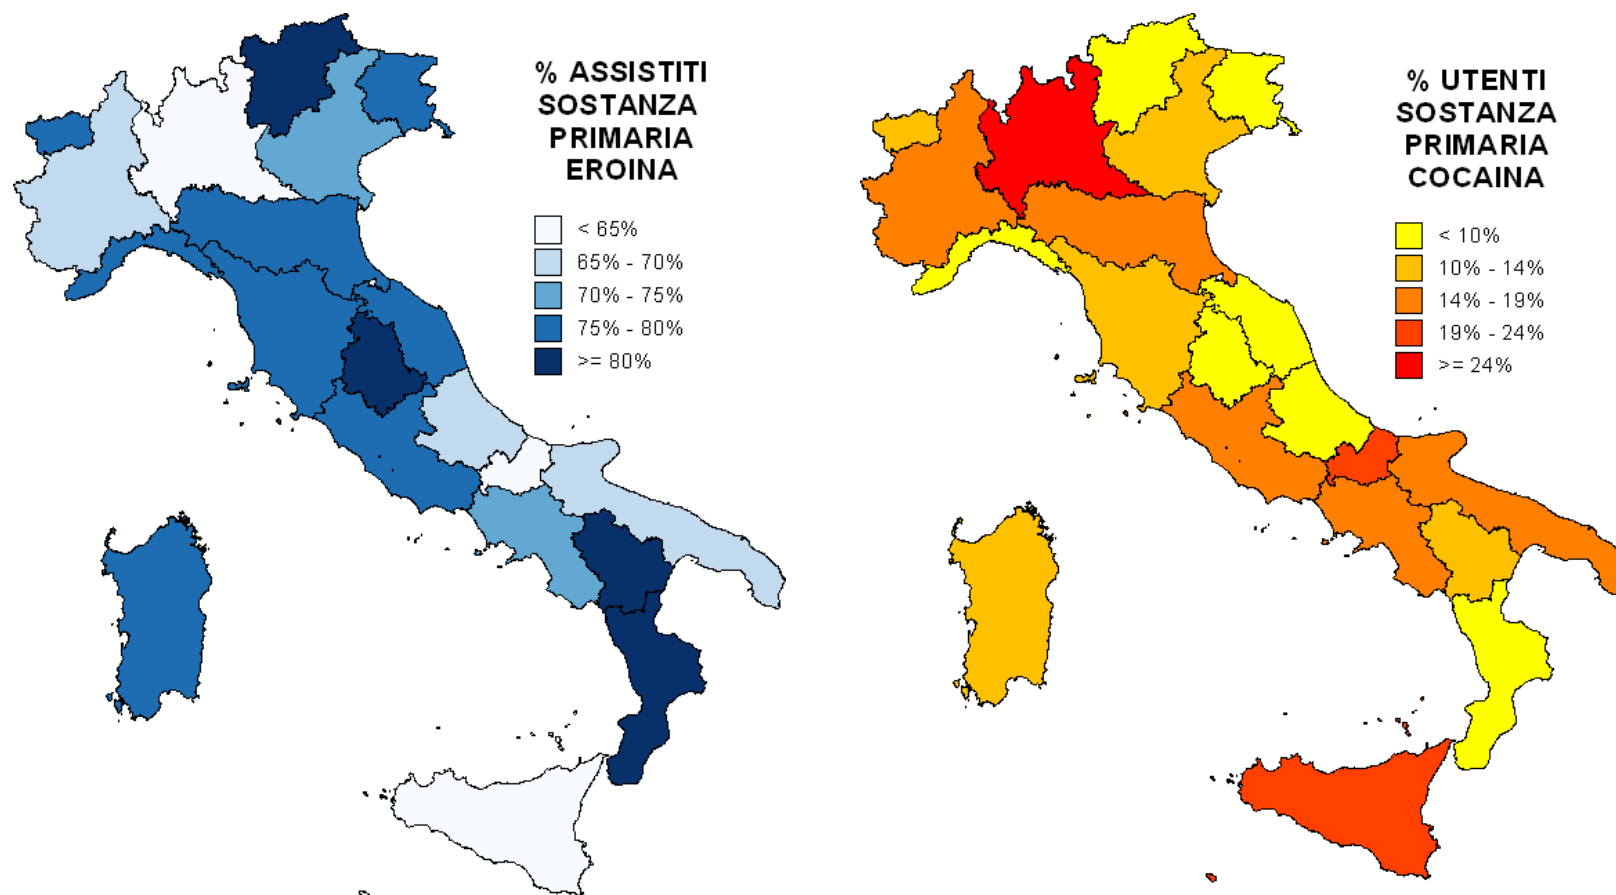 % ASSISTITI
SOSTANZA
PRIMARIA
EROINA
< 65%
65% - 70%
70% - 75%
75% - 80%
>= 80%
% UTENTI
SOSTANZA
PRIMARIA
COCAINA
< 10%
10% - 14%
14% - 19%
19% - 24%
>= 24%